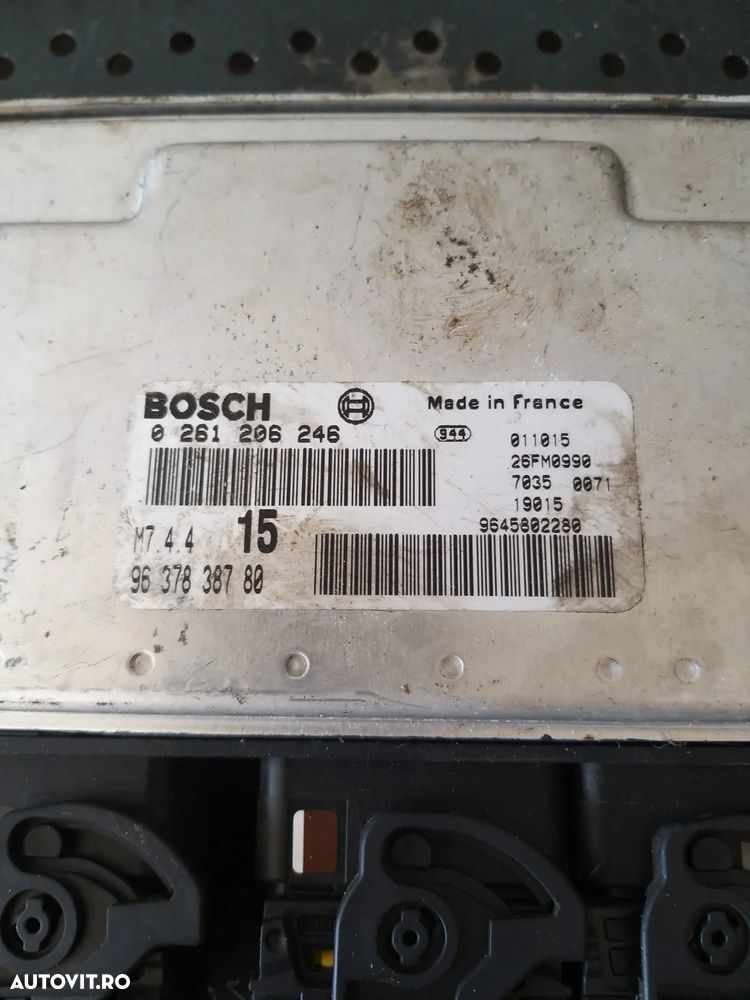 BOSCH
Made in France
0 261 206 246
944
011015
26FM0990
7035 0071
19015
9645802280
M7.4.4
15
96 378 387 80
AUTOVIT.RO